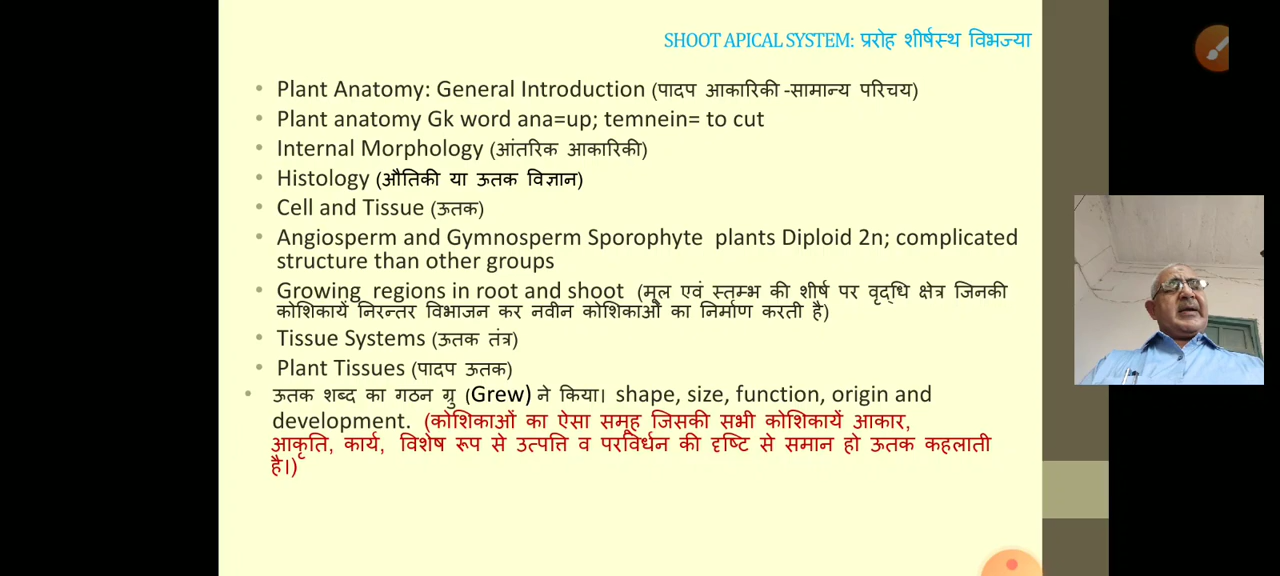 SHOOT APICAL SYSTEM: प्ररोह शीर्षस्थ विभज्या
• Plant Anatomy: General Introduction (पादप आकारिकी -सामान्य परिचय)
• Plant anatomy Gk word ana=up; temnein= to cut
• Internal Morphology (आंतरिक आकारिकी)
• Histology (औतिकी या ऊतक विज्ञान)
• Cell and Tissue (ऊतक)
• Angiosperm and Gymnosperm Sporophyte plants Diploid 2n; complicated
structure than other groups
• Growing regions in root and shoot (मूल एवं स्तम्भ की शीर्ष पर वृद्धि क्षेत्र जिनकी
कोशिकायें निरन्तर विभाजन कर नवीन कोशिकाओं का निर्माण करती है)
• Tissue Systems (ऊतक तंत्र)
• Plant Tissues (पादप ऊतक)
• ऊतक शब्द का गठन ग्रु (Grew) ने किया। shape, size, function, origin and
development. (कोशिकाओं का ऐसा समूह जिसकी सभी कोशिकायें आकार,
आकृति, कार्य, विशेष रूप से उत्पत्ति व परविर्धन की दृष्टि से समान हो ऊतक कहलाती
है।)